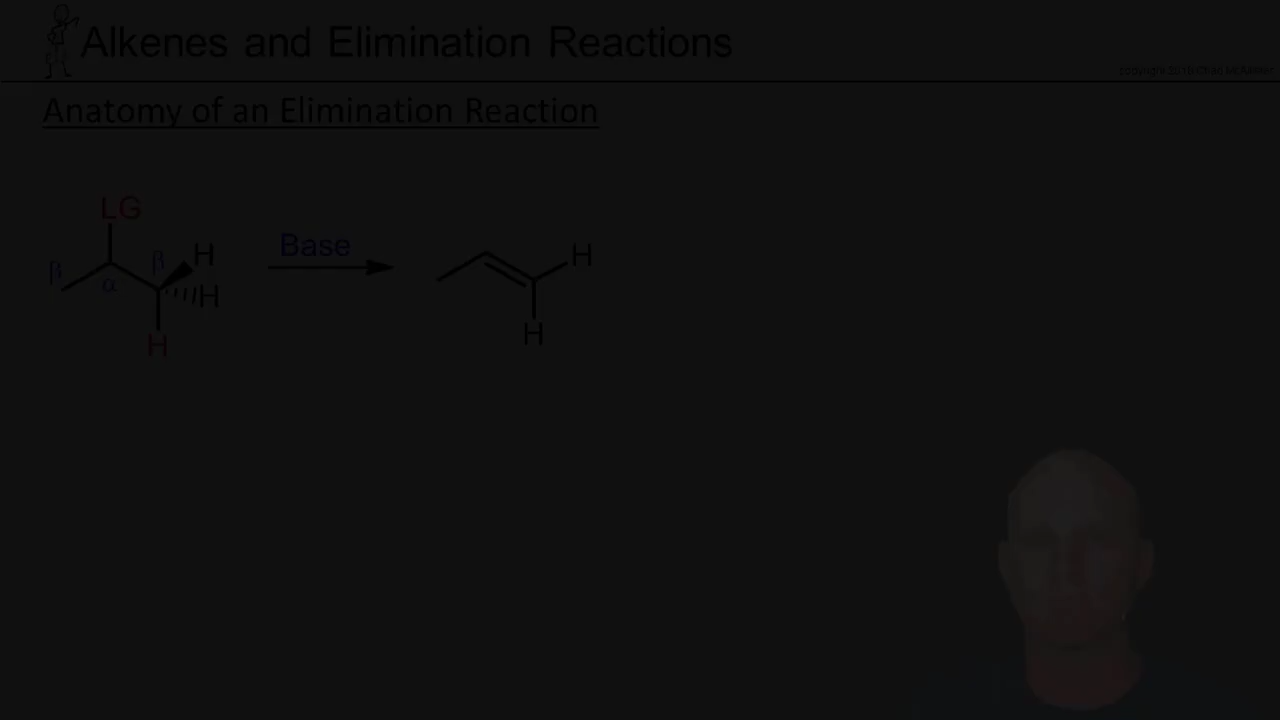 Alkenes and Elimination Reactions
Anatomy of an Elimination Reaction
LG
β
α
β
H
H
H
Base
H
H